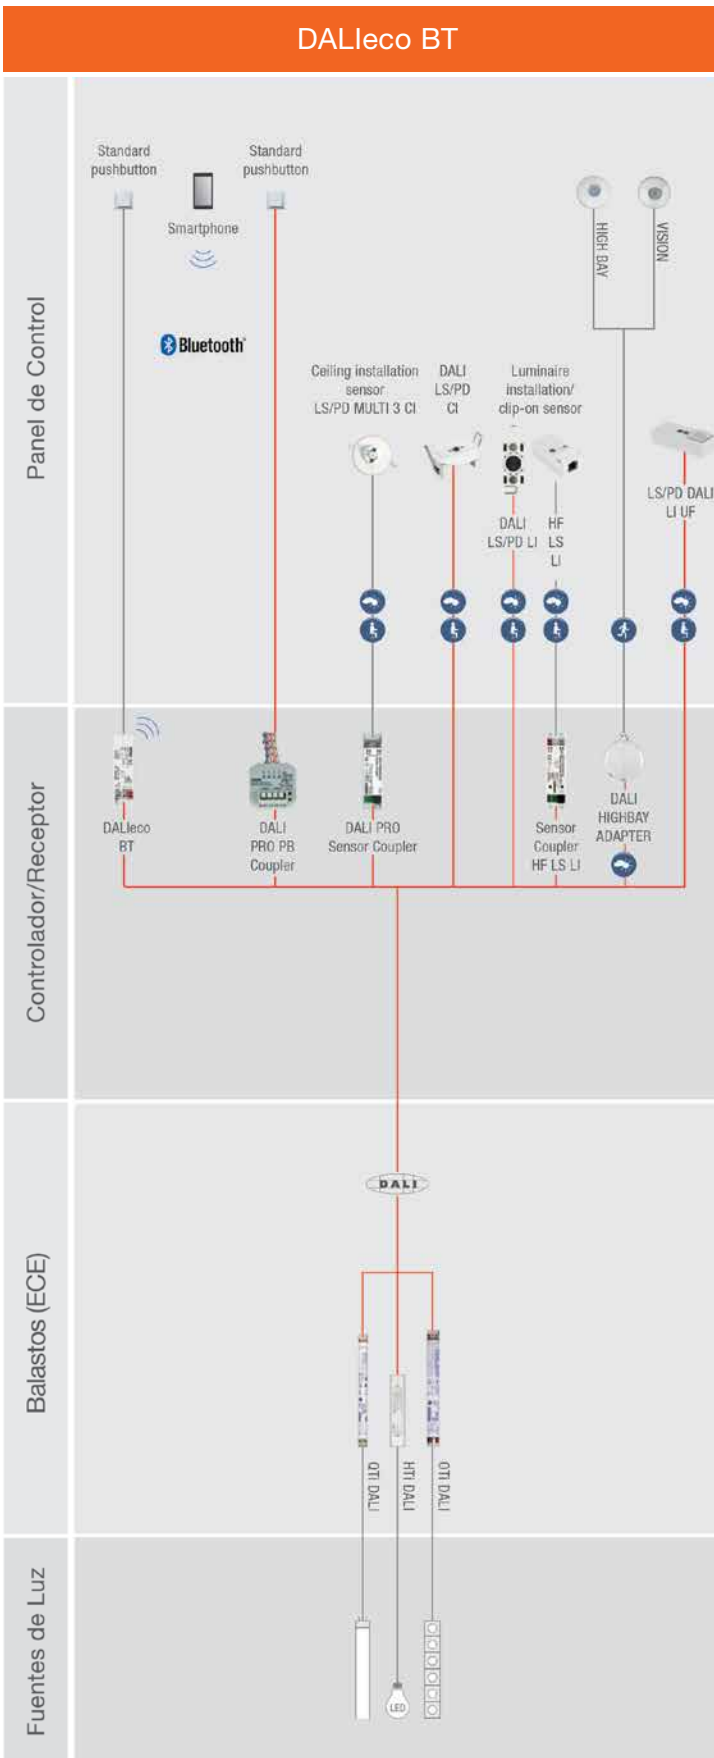 DALIeco BT
Panel de Control
Standard
pushbutton
Smartphone
Standard
pushbutton
Bluetooth
HIGH BAY
VISION
Ceiling installation
sensor
LS/PD MULTI 3 CI
DALI
LS/PD
CI
Luminaire
installation/
clip-on sensor
DALI
LS/PD LI
HF
LS
LI
LS/PD DALI
LI UF
Controlador/Receptor
DALIeco
BT
DALI
PRO PB
Coupler
DALI PRO
Sensor Coupler
Sensor
Coupler
HF LS LI
DALI
HIGHBAY
ADAPTER
Balastos (ECE)
DALI
QTi DALI
HTi DALI
OTi DALI
Fuentes de Luz
LED